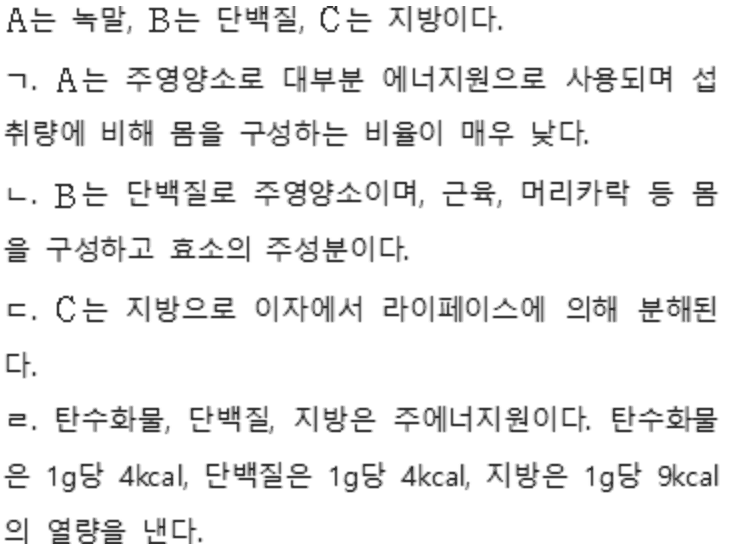 A는 녹말, B는 단백질, C는 지방이다.
ㄱ. A는 주영양소로 대부분 에너지원으로 사용되며 섭
취량에 비해 몸을 구성하는 비율이 매우 낮다.
ㄴ. B는 단백질로 주영양소이며, 근육, 머리카락 등 몸
을 구성하고 효소의 주성분이다.
ㄷ. C는 지방으로 이자에서 라이페이스에 의해 분해된
다.
ㄹ. 탄수화물, 단백질, 지방은 주에너지원이다. 탄수화물
은 1g당 4kcal, 단백질은 1g당 4kcal, 지방은 1g당 9kcal
의 열량을 낸다.